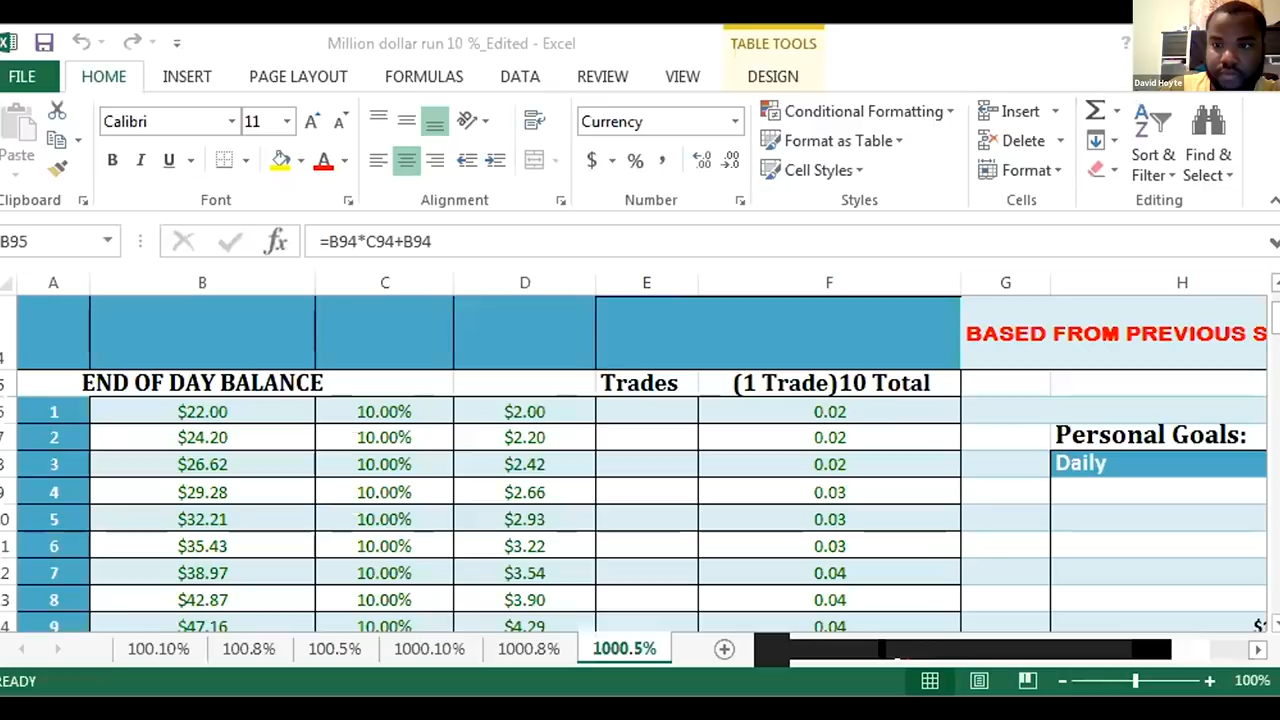 Million dollar run 10 %_Edited - Excel
TABLE TOOLS
?
David Hoyte
FILE HOME INSERT PAGE LAYOUT FORMULAS DATA REVIEW VIEW DESIGN
Calibri 11 Currency
Conditional Formatting
Insert
Paste
B I U
$ % ,
Format as Table
Delete
Cell Styles
Format
Sort & Filter
Find & Select
Clipboard Font Alignment Number Styles Cells Editing
B95 =B94*C94+B94
A B C D E F G H
BASED FROM PREVIOUS S
END OF DAY BALANCE Trades (1 Trade)10 Total
1 $22.00 10.00% $2.00 0.02
2 $24.20 10.00% $2.20 0.02 Personal Goals:
3 $26.62 10.00% $2.42 0.02 Daily
4 $29.28 10.00% $2.66 0.03
5 $32.21 10.00% $2.93 0.03
6 $35.43 10.00% $3.22 0.03
7 $38.97 10.00% $3.54 0.04
8 $42.87 10.00% $3.90 0.04
9 $47.16 10.00% $4.29 0.04
100.10% 100.8% 100.5% 1000.10% 1000.8% 1000.5%
READY 100%